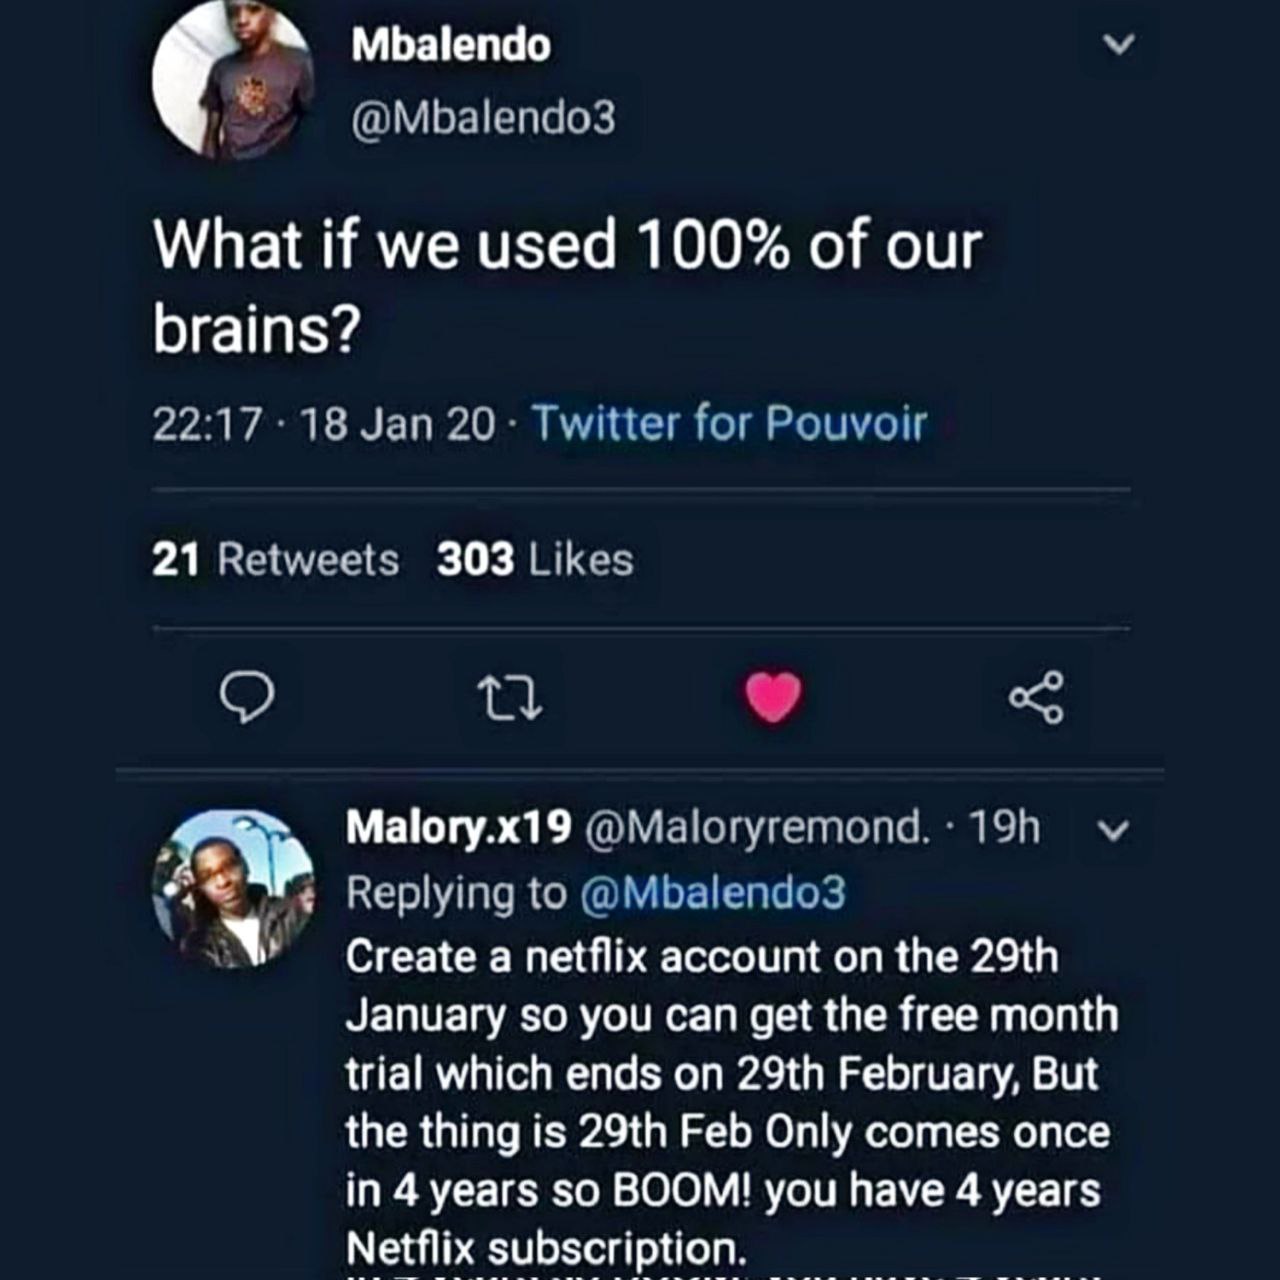 Mbalendo
@Mbalendo3
What if we used 100% of our
brains?
22:17 · 18 Jan 20 · Twitter for Pouvoir
21 Retweets 303 Likes
Malory.x19 @Maloryremond. · 19h
Replying to @Mbalendo3
Create a netflix account on the 29th
January so you can get the free month
trial which ends on 29th February, But
the thing is 29th Feb Only comes once
in 4 years so BOOM! you have 4 years
Netflix subscription.